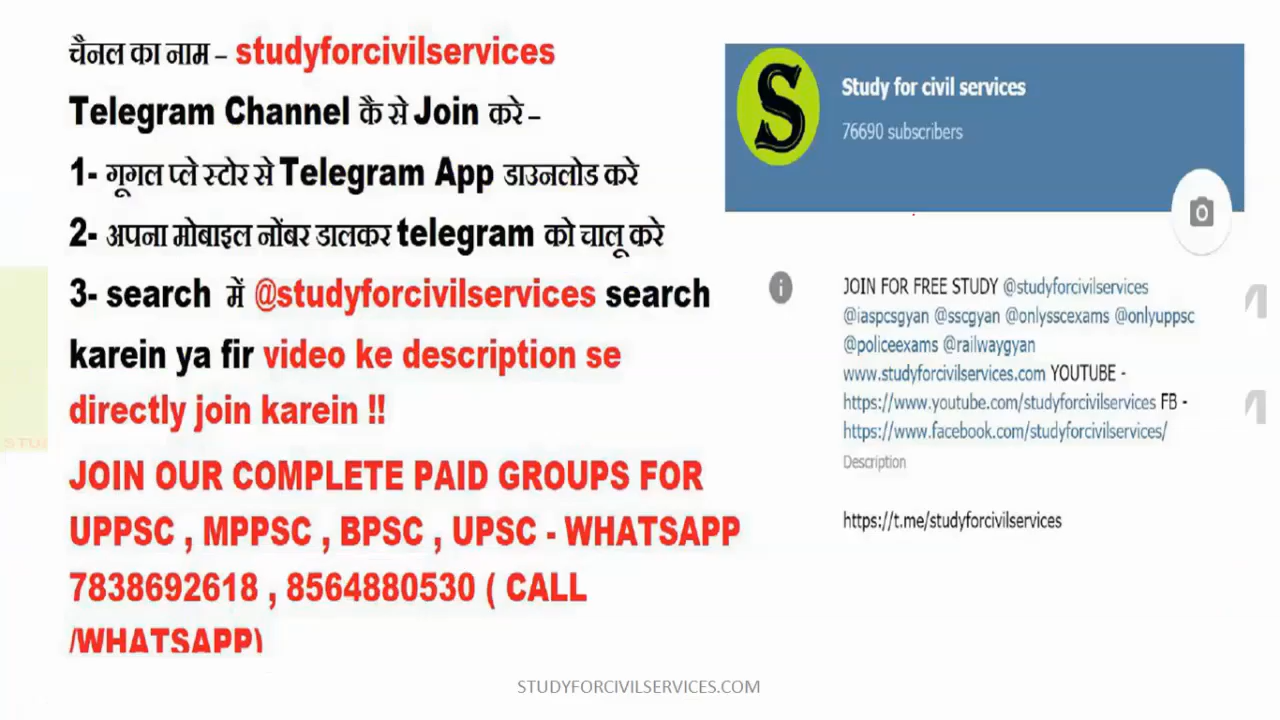 चैनल का नाम – studyforcivilservices
Telegram Channel कैसे Join करे –
1- गूगल प्ले स्टोर से Telegram App डाउनलोड करे
2- अपना मोबाइल नोंबर डालकर telegram को चालू करे
3- search में @studyforcivilservices search
karein ya fir video ke description se
directly join karein !!
JOIN OUR COMPLETE PAID GROUPS FOR
UPPSC , MPPSC , BPSC , UPSC - WHATSAPP
7838692618 , 8564880530 ( CALL
/WHATSAPP)
S
Study for civil services
76690 subscribers
JOIN FOR FREE STUDY @studyforcivilservices
@iaspcsgyan @sscgyan @onlysscexams @onlyuppsc
@policeexams @railwaygyan
www.studyforcivilservices.com YOUTUBE -
https://www.youtube.com/studyforcivilservices FB -
https://www.facebook.com/studyforcivilservices/
Description
https://t.me/studyforcivilservices
STUDYFORCIVILSERVICES.COM